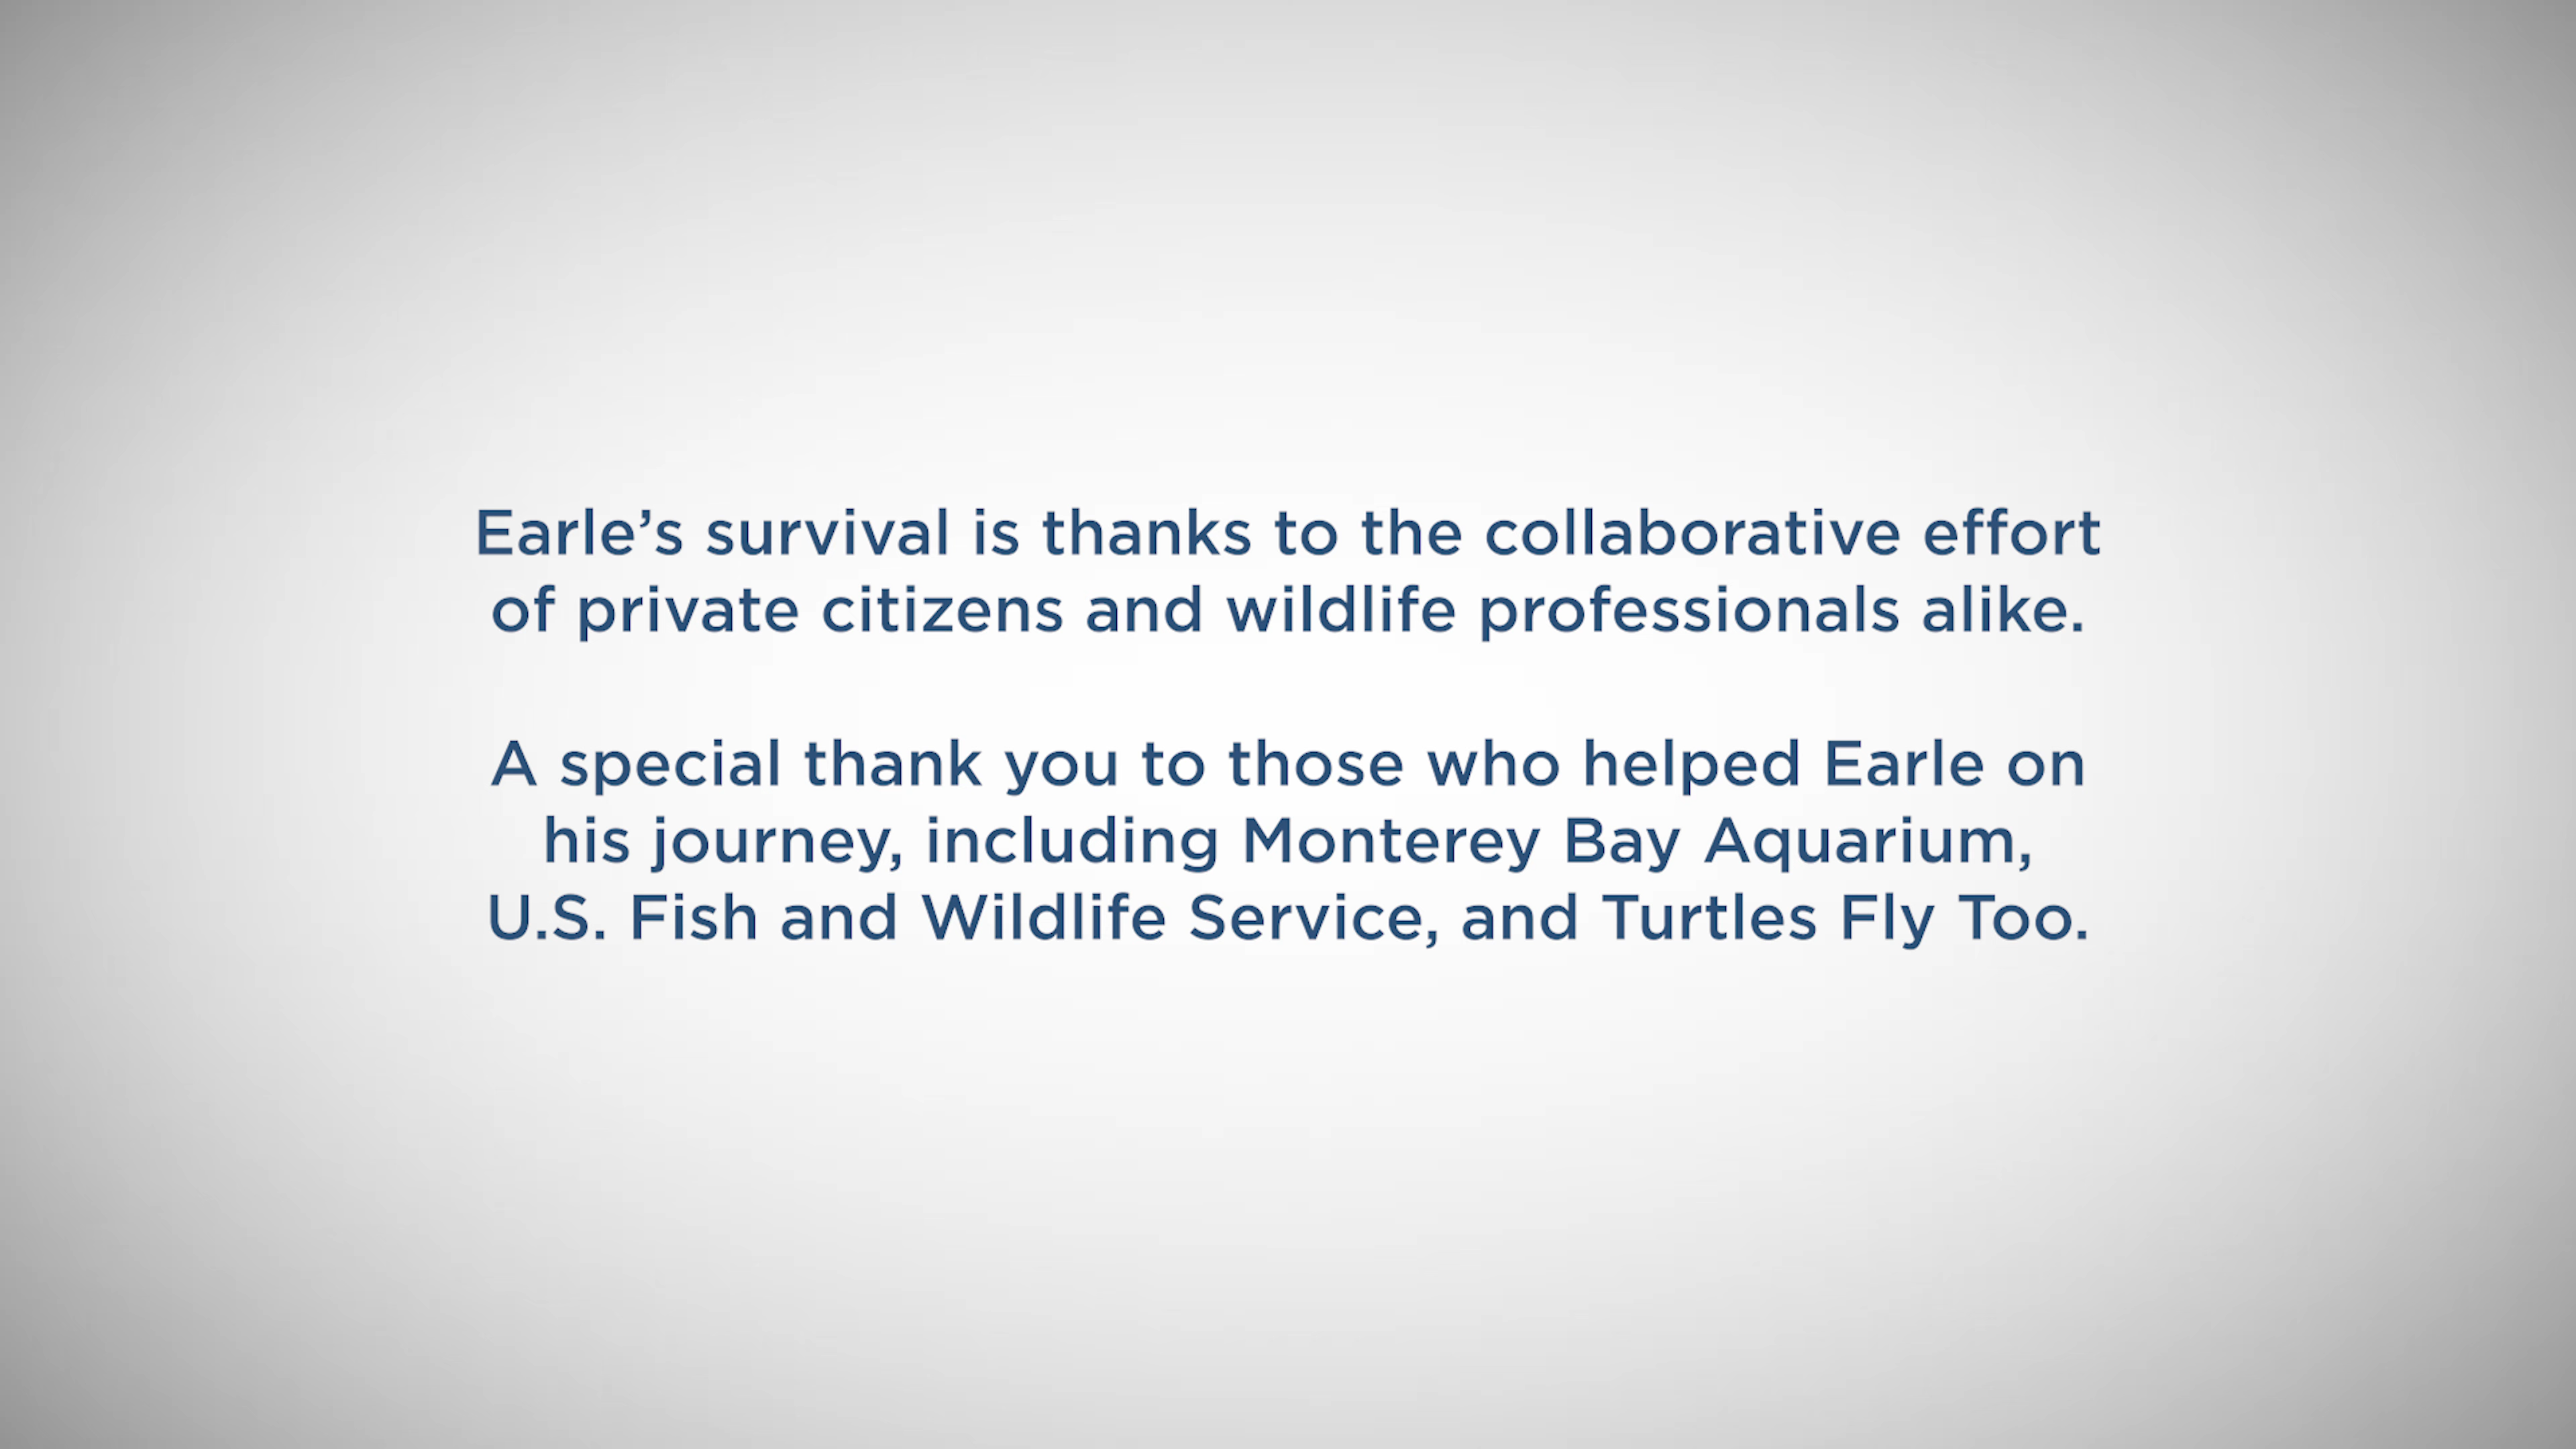 Earle’s survival is thanks to the collaborative effort
of private citizens and wildlife professionals alike.
A special thank you to those who helped Earle on
his journey, including Monterey Bay Aquarium,
U.S. Fish and Wildlife Service, and Turtles Fly Too.